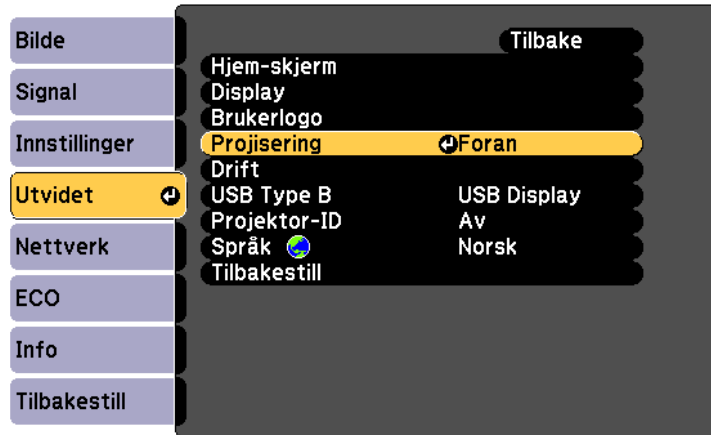 Bilde
Signal
Innstillinger
Utvidet
Nettverk
ECO
Info
Tilbakestill
Tilbake
Hjem-skjerm
Display
Brukerlogo
Projisering Foran
Drift
USB Type B USB Display
Projektor-ID Av
Språk Norsk
Tilbakestill